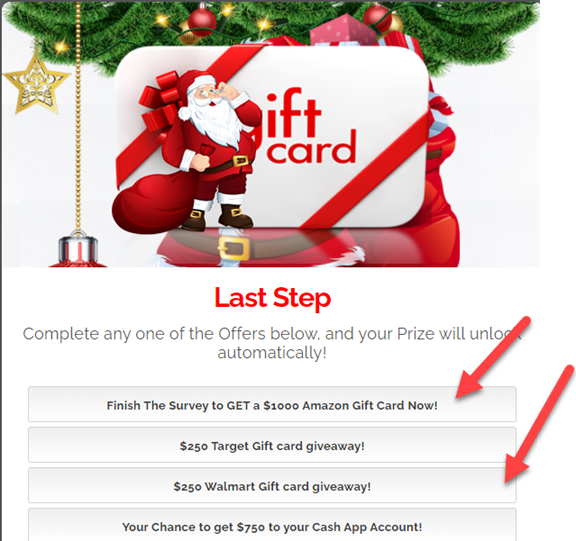 gift
card
Last Step
Complete any one of the Offers below, and your Prize will unlock
automatically!
Finish The Survey to GET a $1000 Amazon Gift Card Now!
$250 Target Gift card giveaway!
$250 Walmart Gift card giveaway!
Your Chance to get $750 to your Cash App Account!